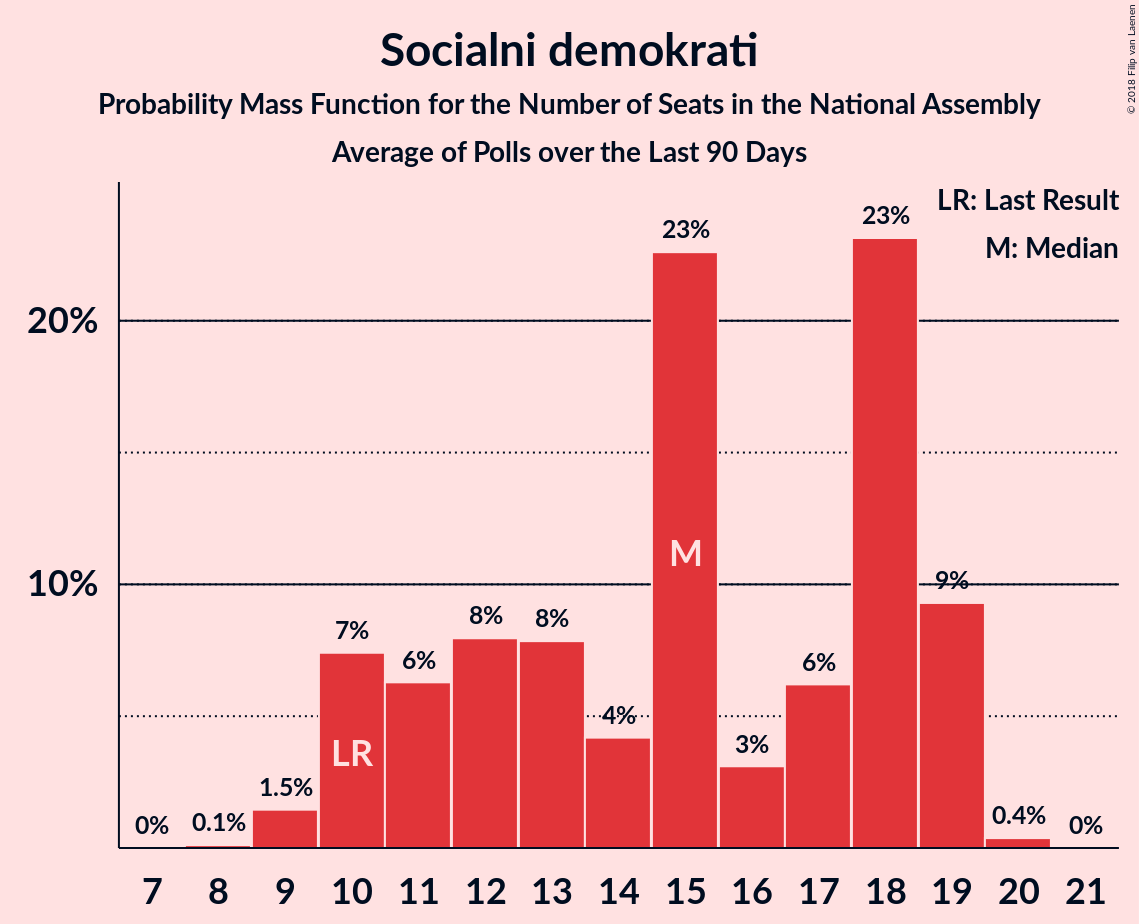 Socialni demokrati
Probability Mass Function for the Number of Seats in the National Assembly
Average of Polls over the Last 90 Days
© 2018 Filip van Laenen
LR: Last Result
M: Median
20%
10%
0%
0.1%
1.5%
7%
6%
8%
8%
4%
23%
3%
6%
23%
9%
0.4%
0%
LR
M
7 8 9 10 11 12 13 14 15 16 17 18 19 20 21